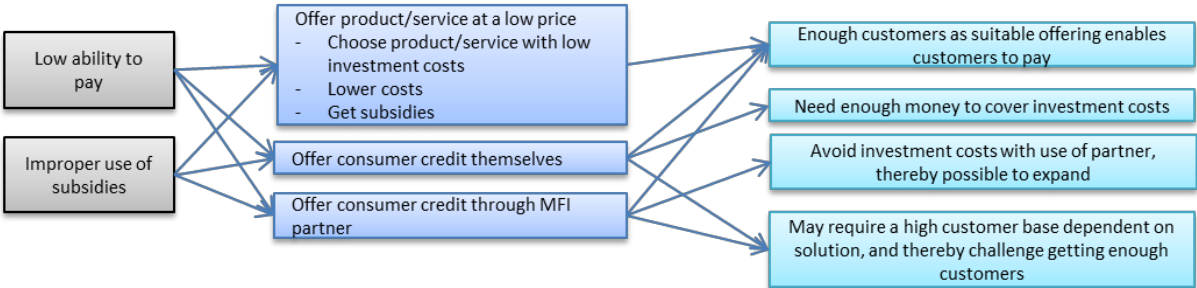 Low ability to
pay
Improper use of
subsidies
Offer product/service at a low price
- Choose product/service with low
investment costs
- Lower costs
- Get subsidies
Offer consumer credit themselves
Offer consumer credit through MFI
partner
Enough customers as suitable offering enables
customers to pay
Need enough money to cover investment costs
Avoid investment costs with use of partner,
thereby possible to expand
May require a high customer base dependent on
solution, and thereby challenge getting enough
customers